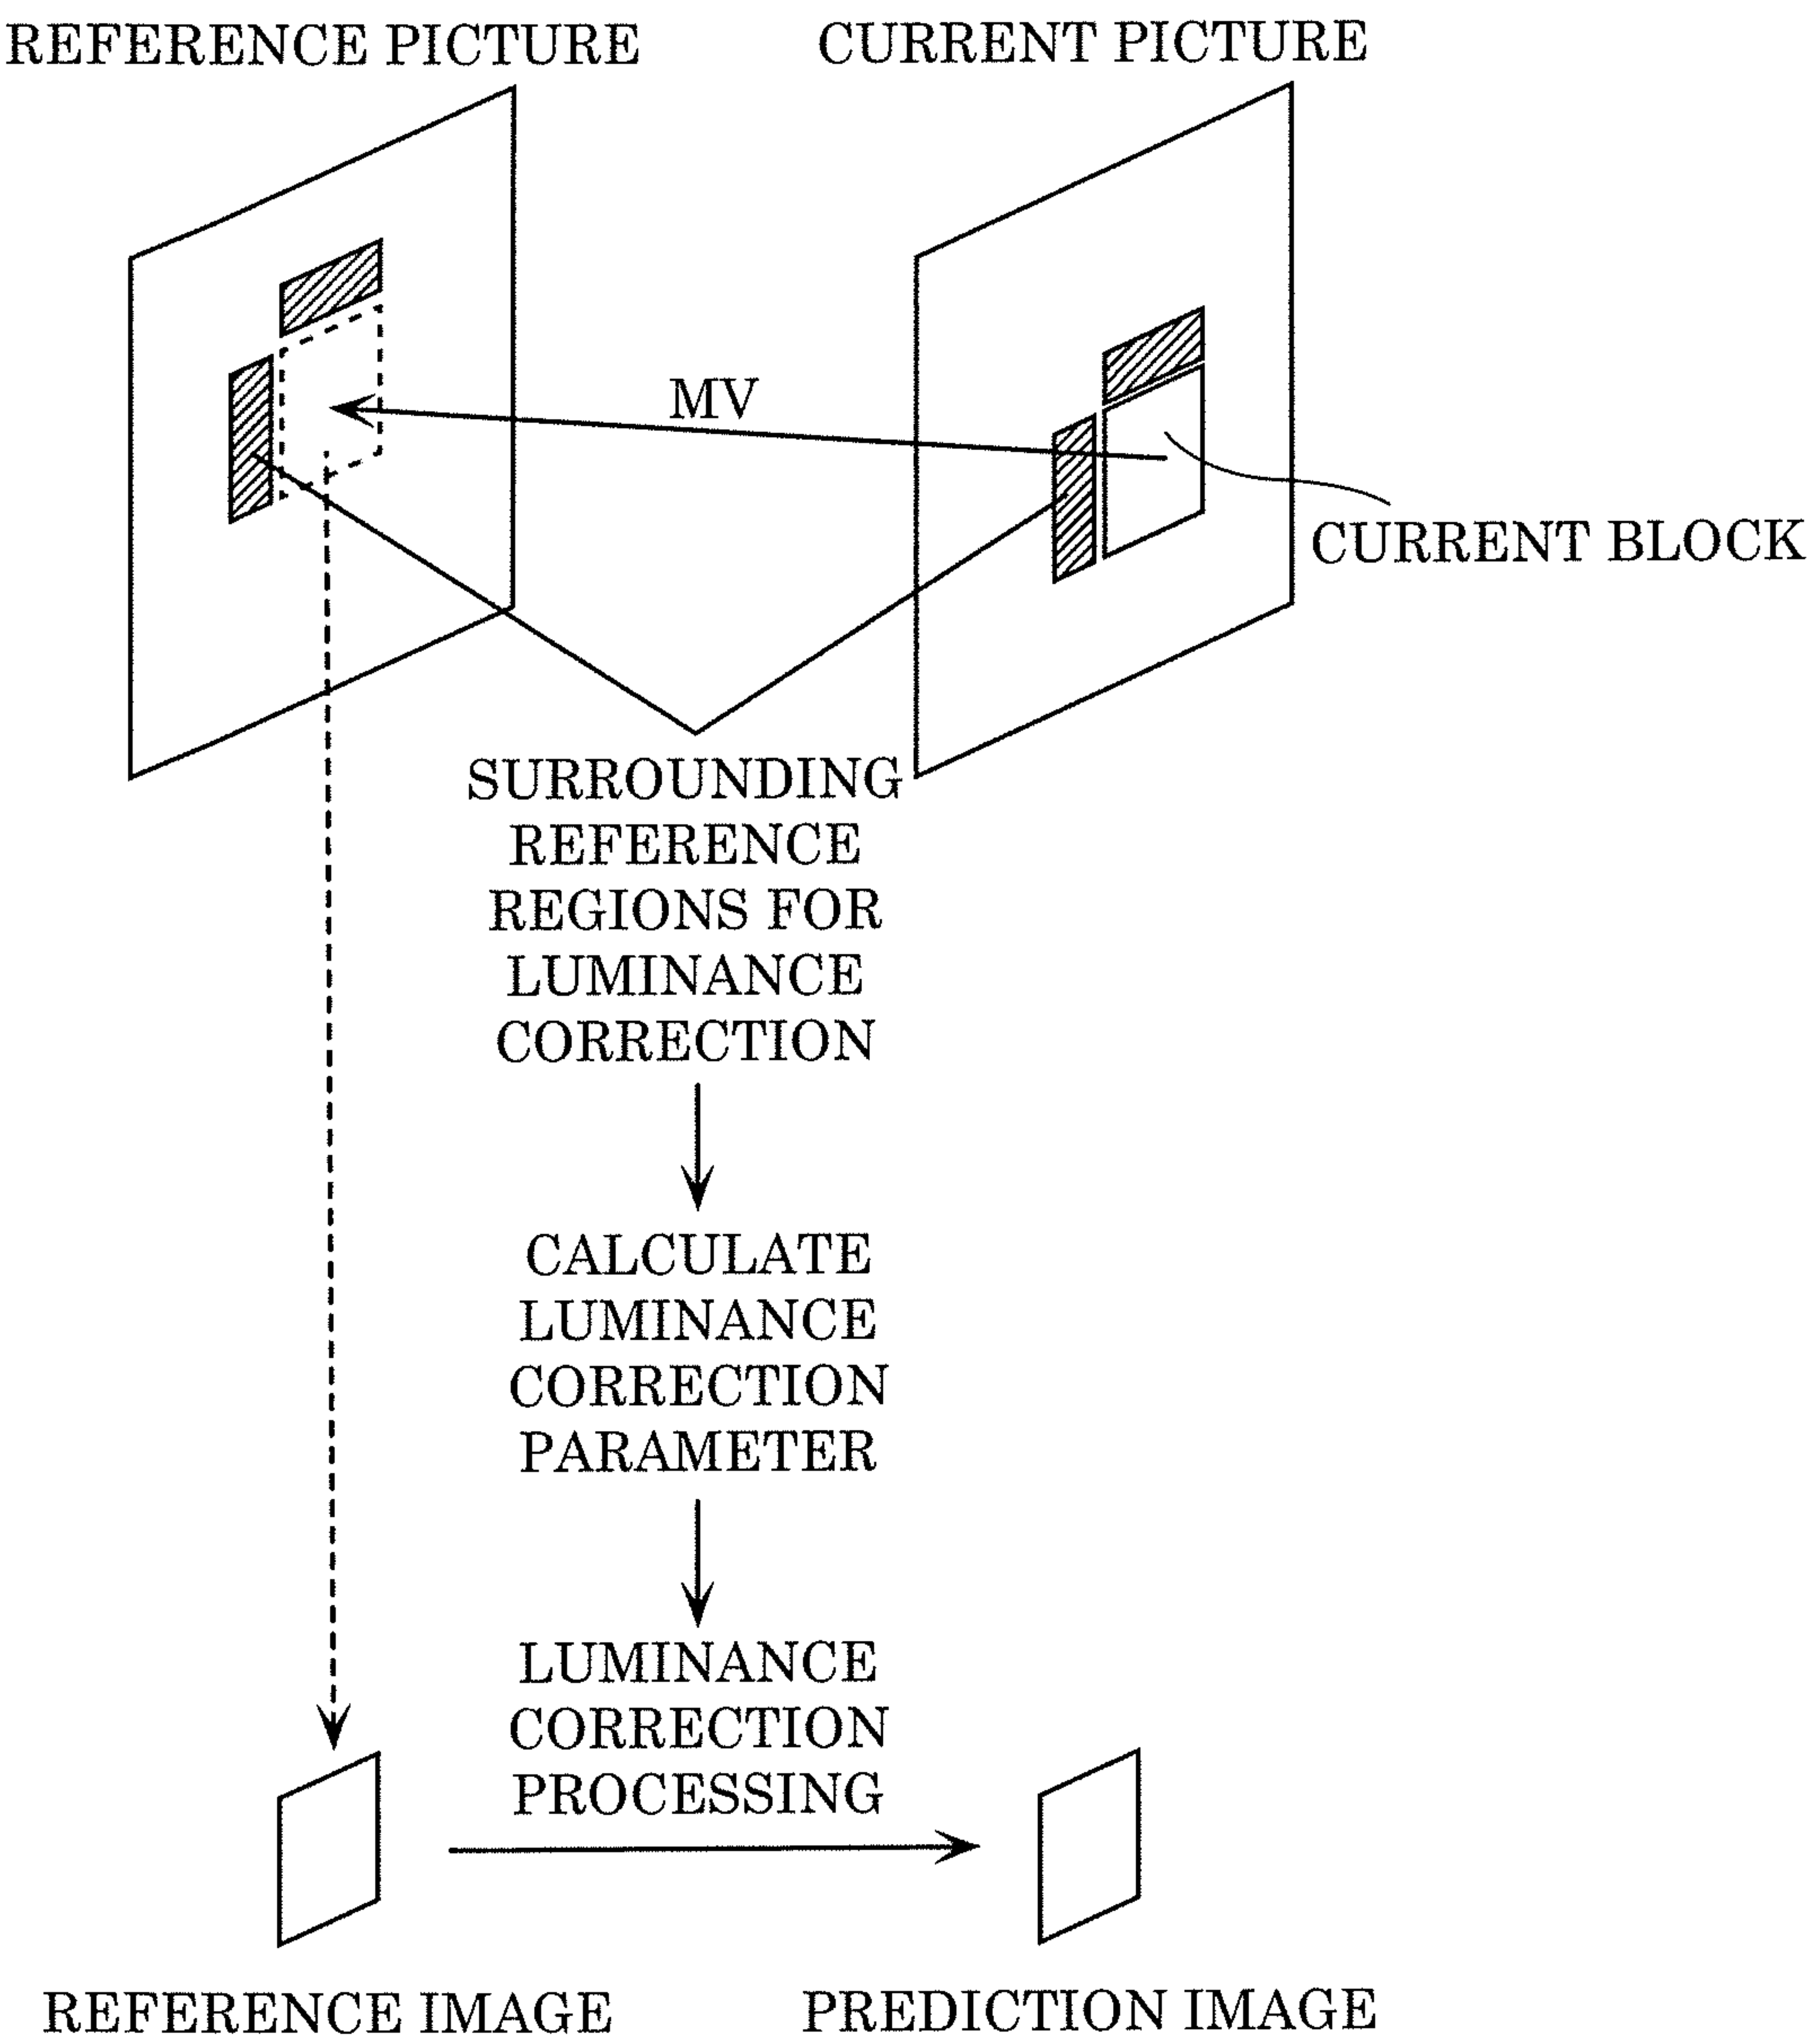 REFERENCE PICTURE
CURRENT PICTURE
MV
CURRENT BLOCK
SURROUNDING
REFERENCE
REGIONS FOR
LUMINANCE
CORRECTION
CALCULATE
LUMINANCE
CORRECTION
PARAMETER
LUMINANCE
CORRECTION
PROCESSING
REFERENCE IMAGE
PREDICTION IMAGE